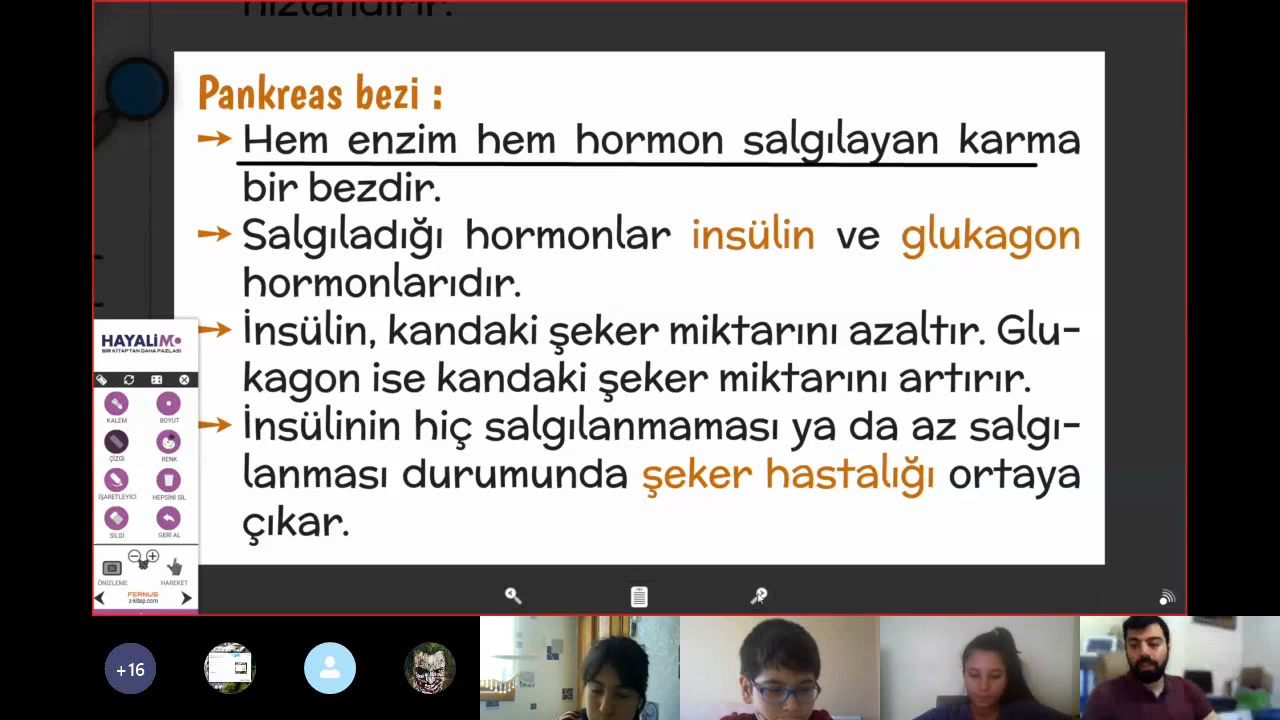 hızlandırır.
Pankreas bezi :
Hem enzim hem hormon salgılayan karma
bir bezdir.
Salgıladığı hormonlar insülin ve glukagon
hormonlarıdır.
İnsülin, kandaki şeker miktarını azaltır. Glu-
kagon ise kandaki şeker miktarını artırır.
İnsülinin hiç salgılanmaması ya da az salgı-
lanması durumunda şeker hastalığı ortaya
çıkar.
HAYALİM
BİR KİTAP'TAN DAHA FAZLASI
KALEM BOYUT
ÇİZGİ RENK
İŞARETLEYİCİ HEPSİNİ SİL
SİLGİ GERİ AL
ÖNİZLEME HAREKET
FERNUS
z-kitap.com
+16